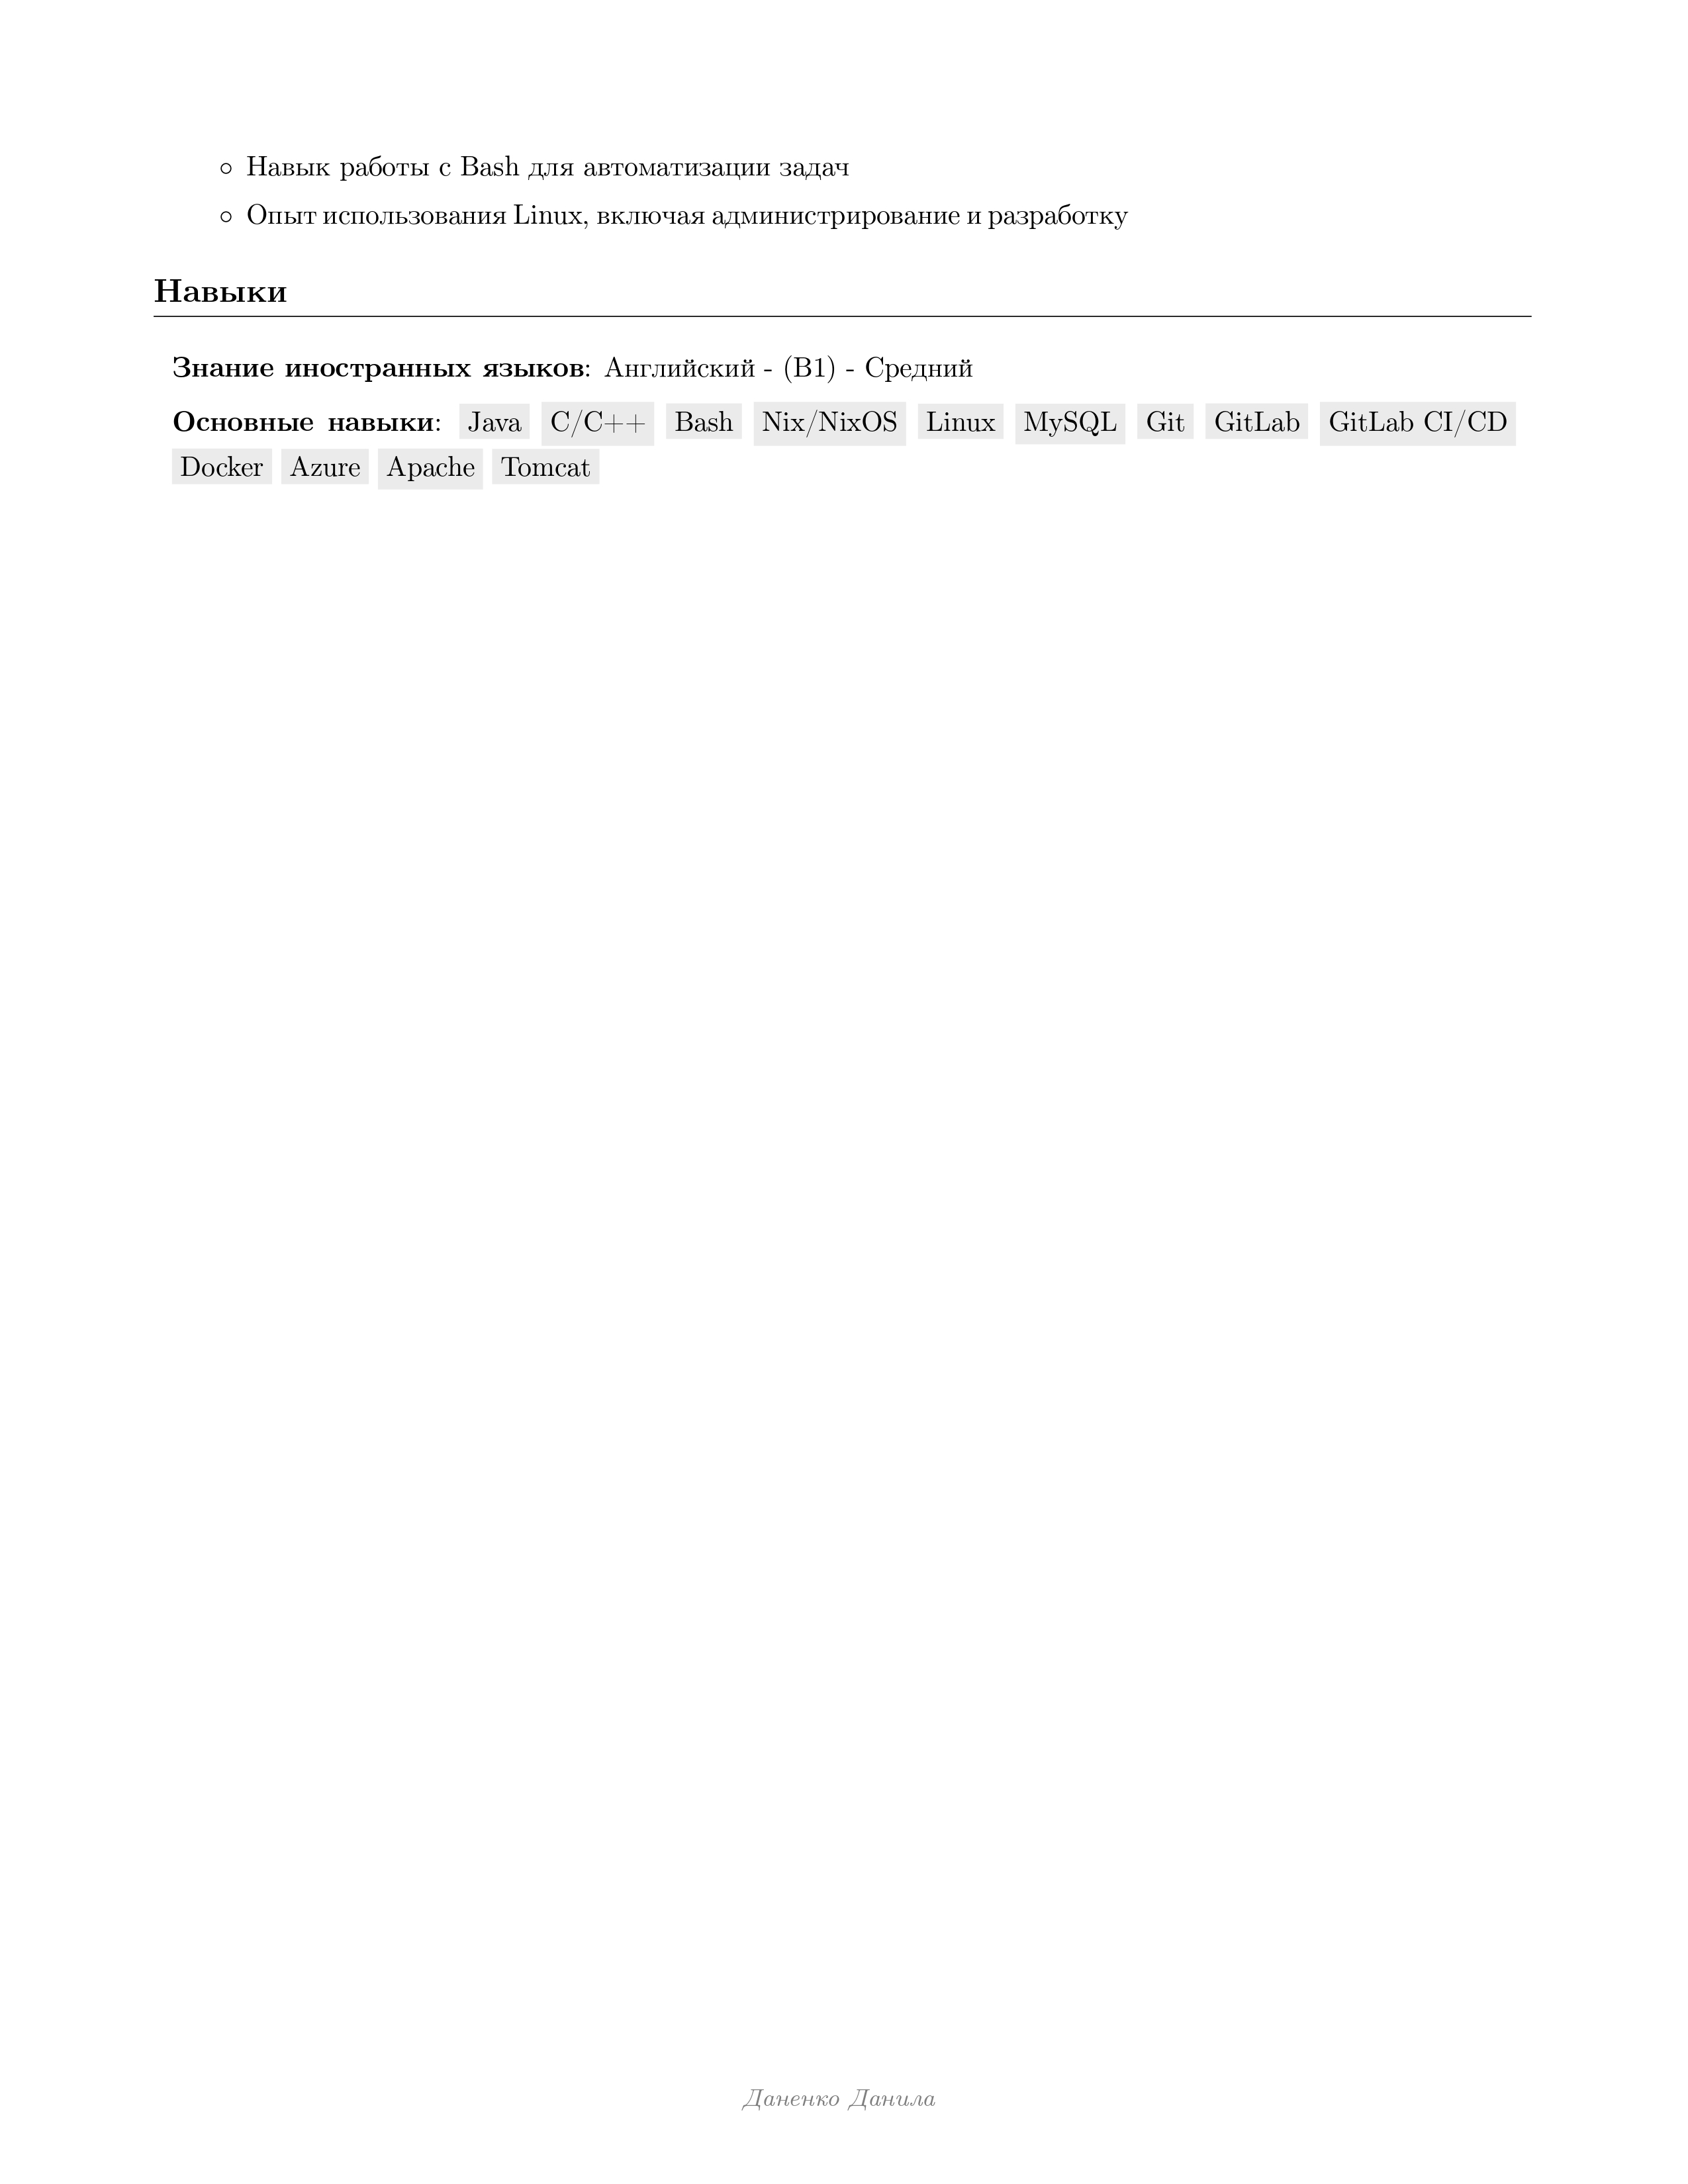 ◦ Навык работы с Bash для автоматизации задач
◦ Опыт использования Linux, включая администрирование и разработку
Навыки
Знание иностранных языков: Английский - (B1) - Средний
Основные навыки: Java C/C++ Bash Nix/NixOS Linux MySQL Git GitLab GitLab CI/CD
Docker Azure Apache Tomcat
Даненко Данила